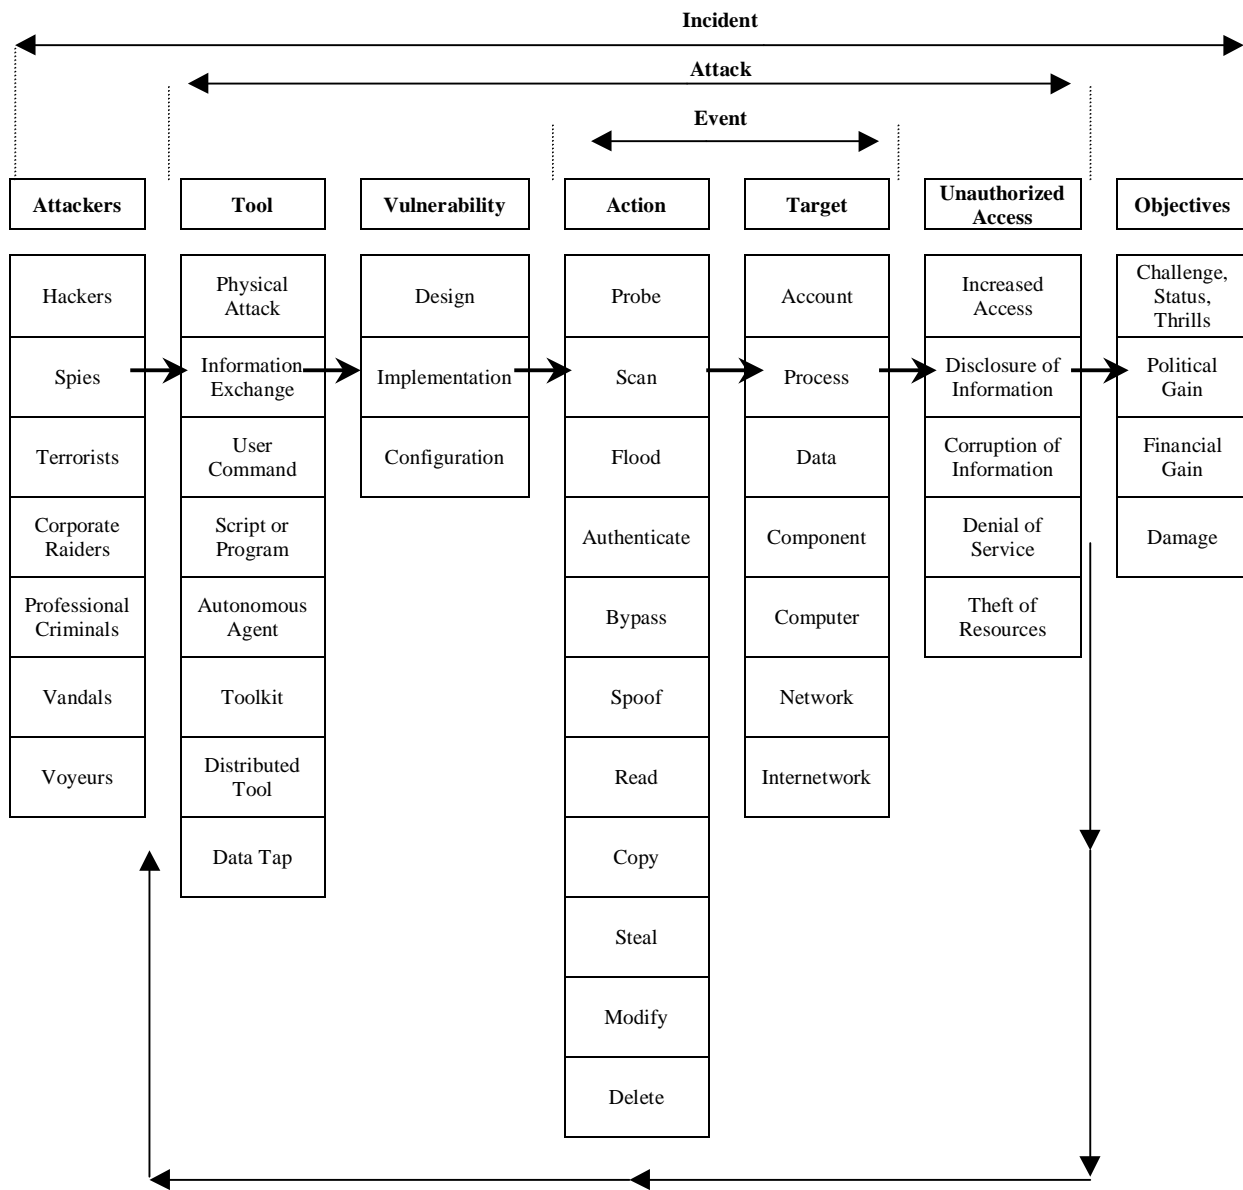 Incident
Attack
Event
Attackers
Tool
Vulnerability
Action
Target
Unauthorized
Access
Objectives
Hackers
Spies
Terrorists
Corporate
Raiders
Professional
Criminals
Vandals
Voyeurs
Physical
Attack
Information
Exchange
User
Command
Script or
Program
Autonomous
Agent
Toolkit
Distributed
Tool
Data Tap
Design
Implementation
Configuration
Probe
Scan
Flood
Authenticate
Bypass
Spoof
Read
Copy
Steal
Modify
Delete
Account
Process
Data
Component
Computer
Network
Internetwork
Increased
Access
Disclosure of
Information
Corruption of
Information
Denial of
Service
Theft of
Resources
Challenge,
Status,
Thrills
Political
Gain
Financial
Gain
Damage